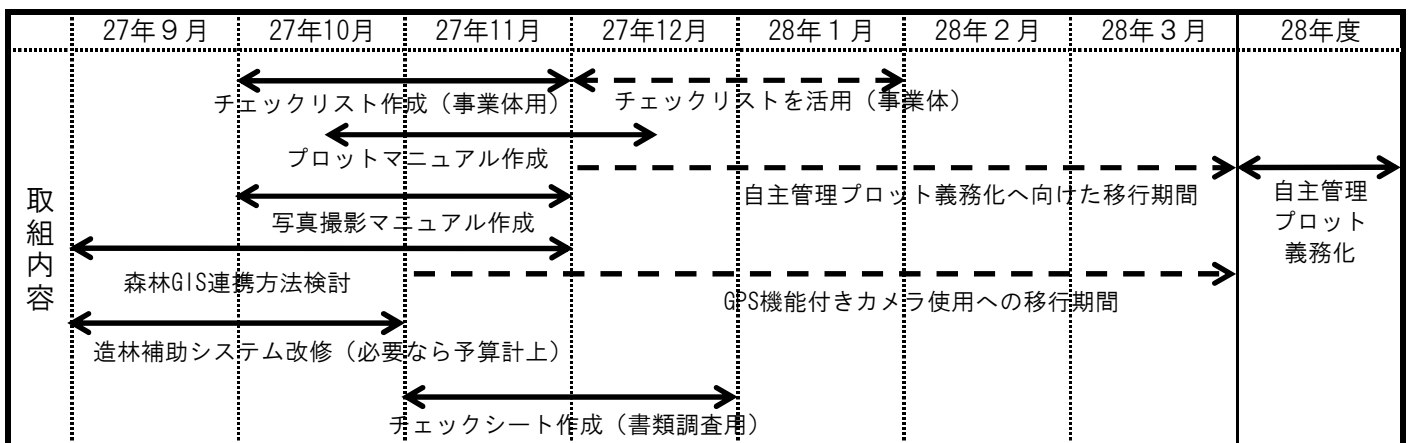 27年９月 27年10月 27年11月 27年12月 28年１月 28年２月 28年３月 28年度
取組内容
チェックリスト作成（事業体用） チェックリストを活用（事業体）
プロットマニュアル作成
自主管理プロット義務化へ向けた移行期間
自主管理
プロット
義務化
写真撮影マニュアル作成
森林GIS連携方法検討
GPS機能付きカメラ使用への移行期間
造林補助システム改修（必要なら予算計上）
チェックシート作成（書類調査用）